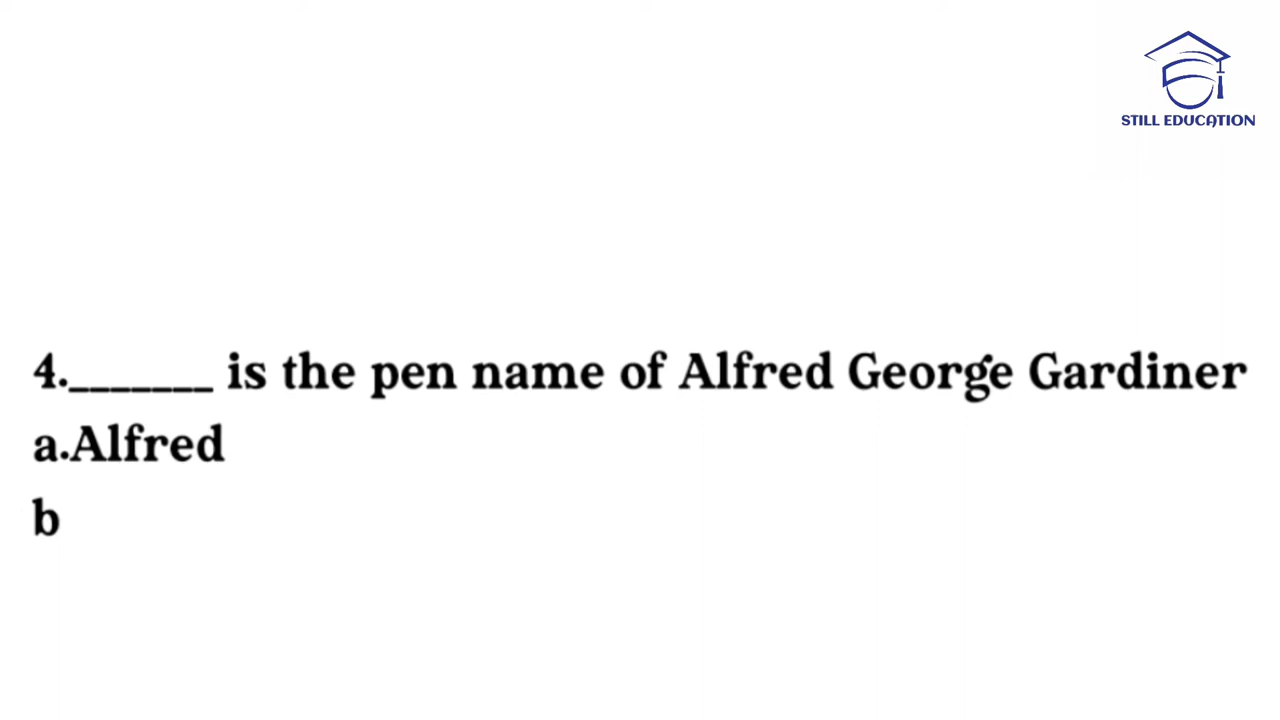 STILL EDUCATION
4._______ is the pen name of Alfred George Gardiner
a.Alfred
b